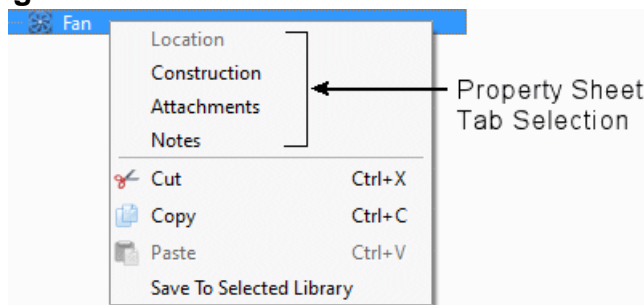 Fan
Location
Construction
Attachments
Notes
Property Sheet
Tab Selection
Cut Ctrl+X
Copy Ctrl+C
Paste Ctrl+V
Save To Selected Library